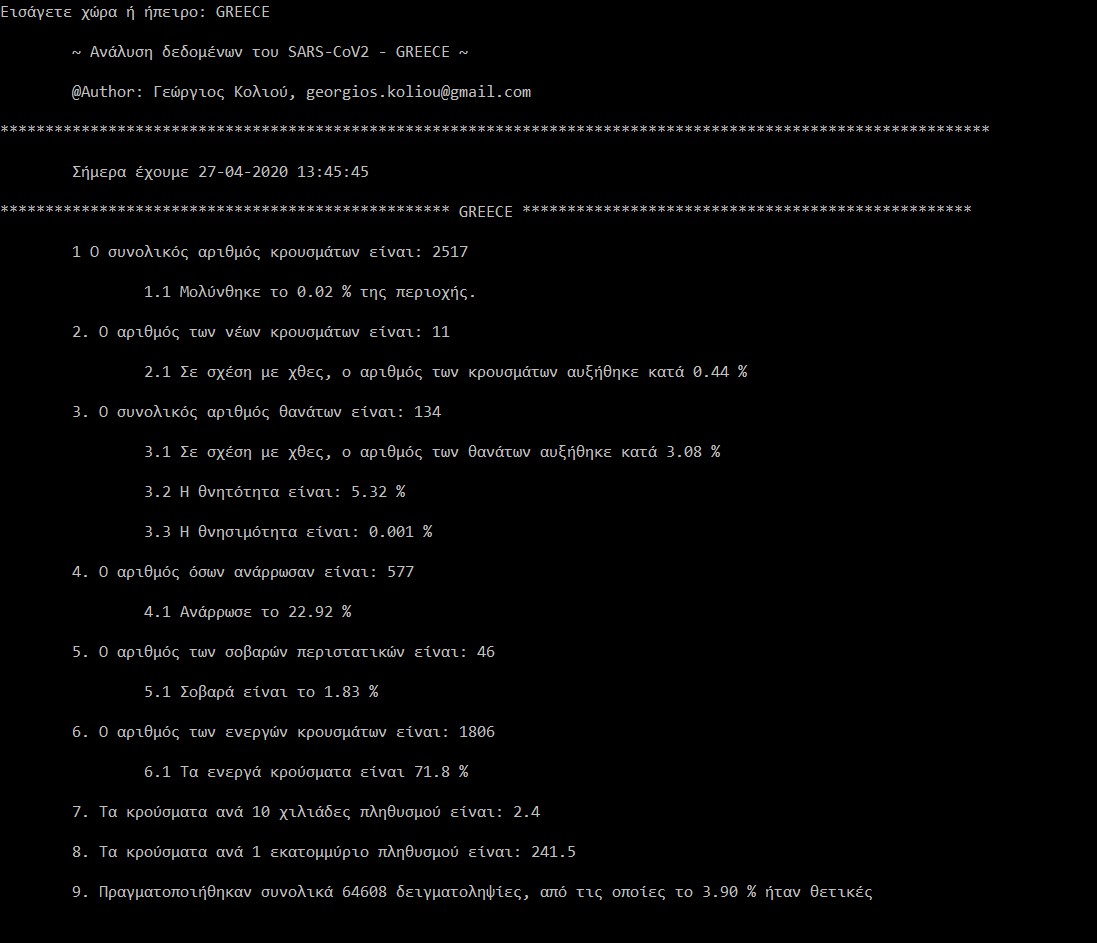 Εισάγετε χώρα ή ήπειρο: GREECE
~ Ανάλυση δεδομένων του SARS-CoV2 - GREECE ~
@Author: Γεώργιος Κολιού, georgios.koliou@gmail.com
**************************************************************************************************************
Σήμερα έχουμε 27-04-2020 13:45:45
************************************************** GREECE **************************************************
1 Ο συνολικός αριθμός κρουσμάτων είναι: 2517
1.1 Μολύνθηκε το 0.02 % της περιοχής.
2. Ο αριθμός των νέων κρουσμάτων είναι: 11
2.1 Σε σχέση με χθες, ο αριθμός των κρουσμάτων αυξήθηκε κατά 0.44 %
3. Ο συνολικός αριθμός θανάτων είναι: 134
3.1 Σε σχέση με χθες, ο αριθμός των θανάτων αυξήθηκε κατά 3.08 %
3.2 Η θνητότητα είναι: 5.32 %
3.3 Η θνησιμότητα είναι: 0.001 %
4. Ο αριθμός όσων ανάρρωσαν είναι: 577
4.1 Ανάρρωσε το 22.92 %
5. Ο αριθμός των σοβαρών περιστατικών είναι: 46
5.1 Σοβαρά είναι το 1.83 %
6. Ο αριθμός των ενεργών κρουσμάτων είναι: 1806
6.1 Τα ενεργά κρούσματα είναι 71.8 %
7. Τα κρούσματα ανά 10 χιλιάδες πληθυσμού είναι: 2.4
8. Τα κρούσματα ανά 1 εκατομμύριο πληθυσμού είναι: 241.5
9. Πραγματοποιήθηκαν συνολικά 64608 δειγματοληψίες, από τις οποίες το 3.90 % ήταν θετικές